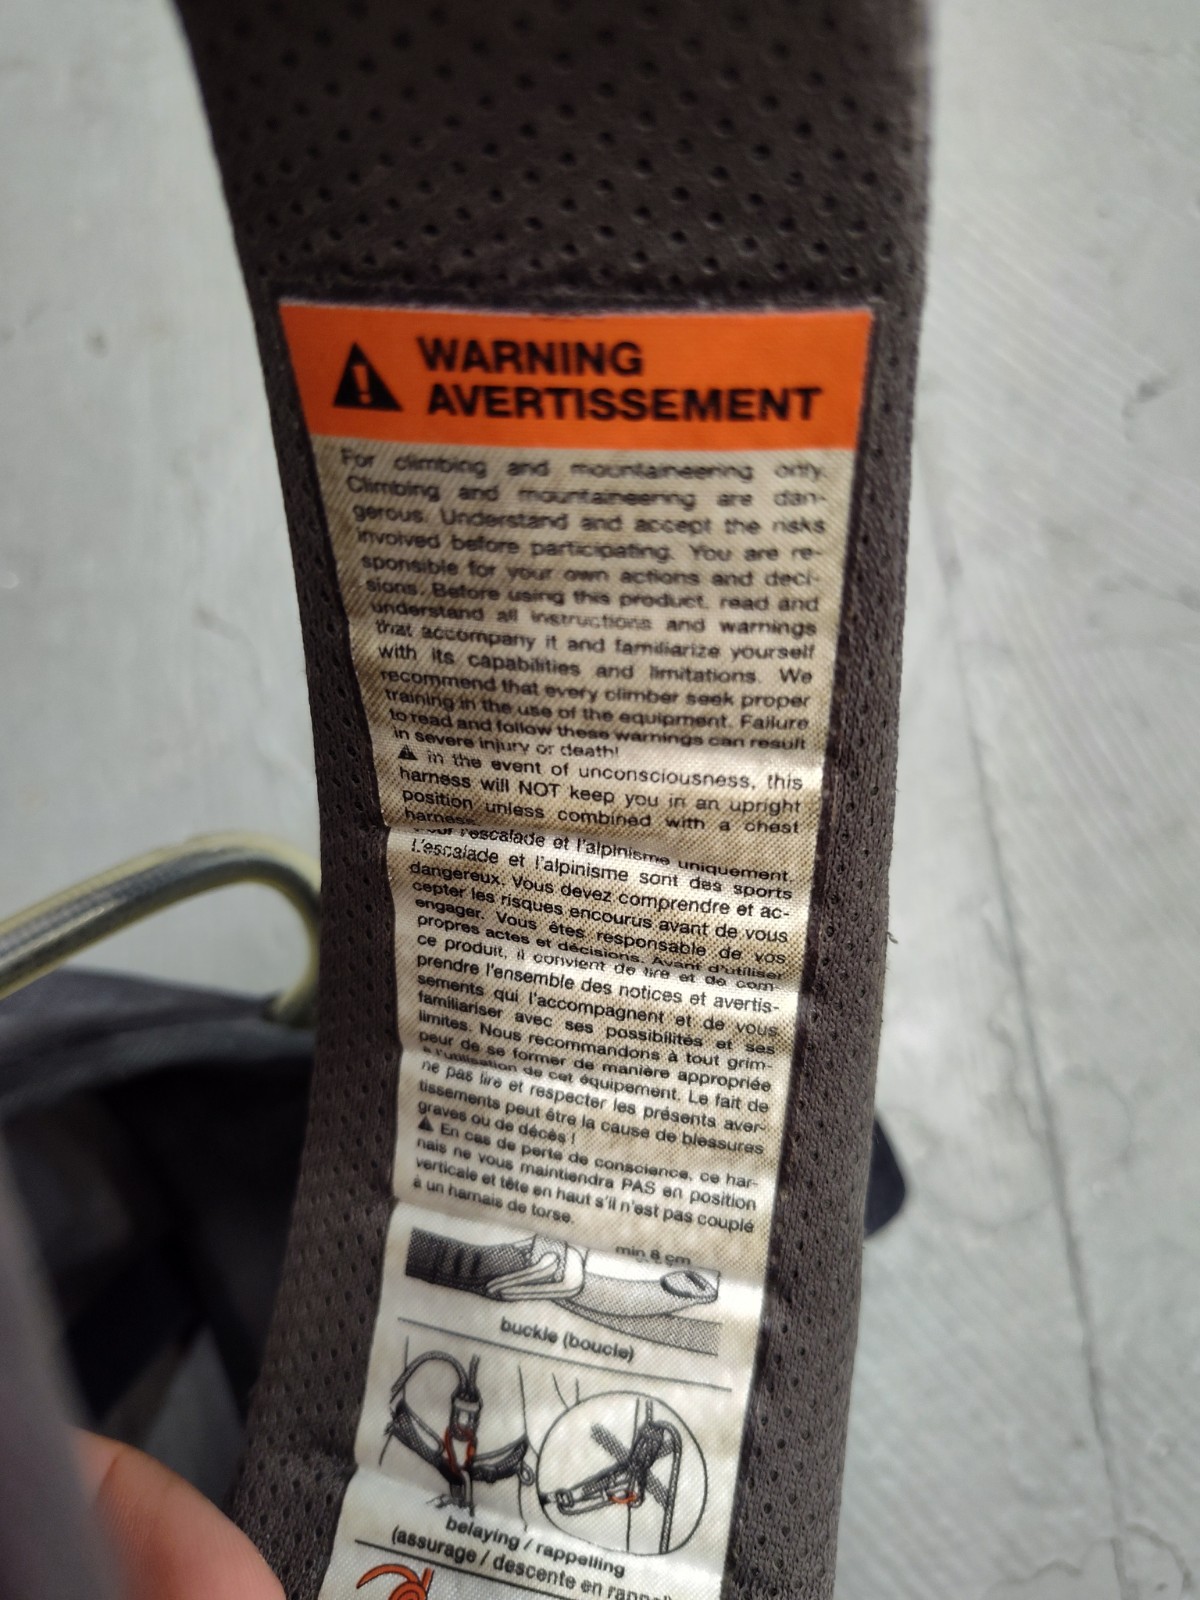 WARNING
AVERTISSEMENT
For climbing and mountaineering only.
Climbing and mountaineering are dan-
gerous. Understand and accept the risks
involved before participating. You are re-
sponsible for your own actions and deci-
sions. Before using this product, read and
understand all instructions and warnings
that accompany it and familiarize yourself
with its capabilities and limitations. We
recommend that every climber seek proper
training in the use of the equipment. Failure
to read and follow these warnings can result
in severe injury or death!
in the event of unconsciousness, this
harness will NOT keep you in an upright
position unless combined with a chest
harness.
l'escalade et l'alpinisme uniquement.
L'escalade et l'alpinisme sont des sports
dangereux. Vous devez comprendre et ac-
cepter les risques encourus avant de vous
engager. Vous êtes responsable de vos
propres actes et décisions. Avant d'utiliser
ce produit, il convient de lire et de com-
prendre l'ensemble des notices et avertis-
sements qui l'accompagnent et de vous
familiariser avec ses possibilités et ses
limites. Nous recommandons à tout grim-
peur de se former de manière appropriée
à l'utilisation de cet équipement. Le fait de
ne pas lire et respecter les présents aver-
tissements peut être la cause de blessures
graves ou de décès !
En cas de perte de conscience, ce har-
nais ne vous maintiendra PAS en position
verticale et tête en haut s'il n'est pas couplé
à un harnais de torse.
min 8 cm
buckle (boucle)
belaying / rappelling
(assurage / descente en